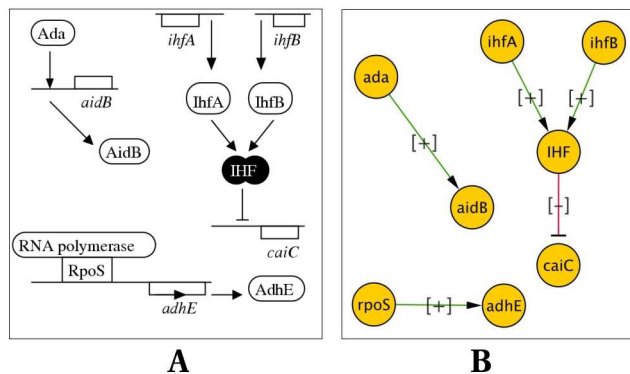 Ada
ihfA
ihfB
aidB
IhfA
IhfB
AidB
IHF
caiC
RNA polymerase
RpoS
adhE
AdhE
A
ihfA
ihfB
ada
[+]
[+]
[+]
IHF
aidB
[-]
caiC
rpoS
[+]
adhE
B